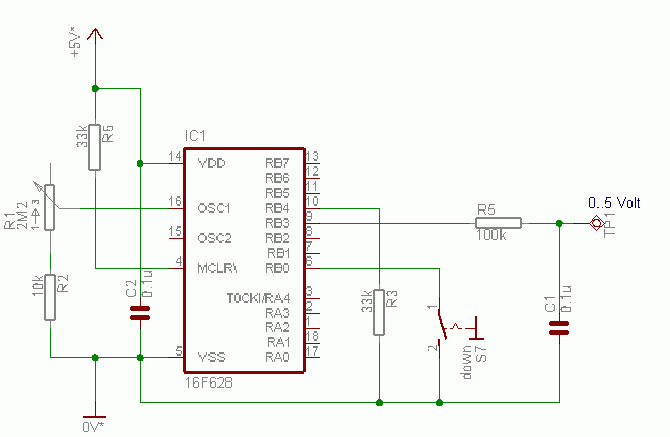 +5V*
33k
R6
IC1
14
VDD
RB7
13
RB6
12
RB5
11
16
OSC1
RB4
10
RB3
9
15
OSC2
RB2
8
RB1
7
4
MCLR\
RB0
6
T0CKI/RA4
3
RA3
2
RA2
1
RA1
18
5
VSS
RA0
17
16F628
R1
2M2
1
3
10k
R2
C2
0.1u
0V*
33k
R3
1
2
down
S7
R5
100k
0..5 Volt
TP1
C1
0.1u